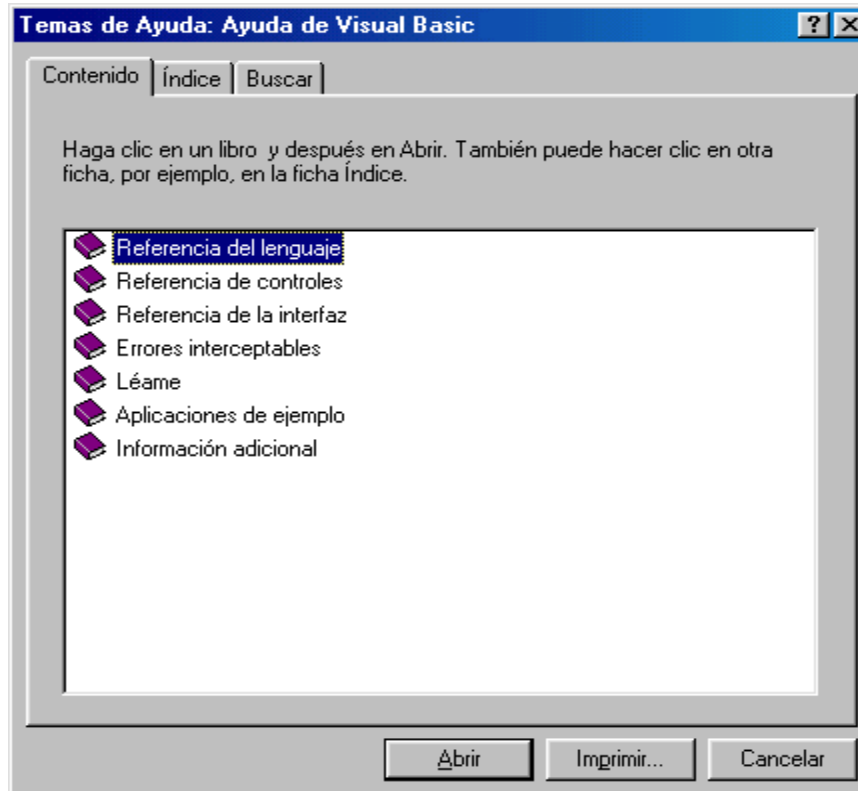 Temas de Ayuda: Ayuda de Visual Basic
Contenido Índice Buscar
Haga clic en un libro y después en Abrir. También puede hacer clic en otra
ficha, por ejemplo, en la ficha Índice.
Referencia del lenguaje
Referencia de controles
Referencia de la interfaz
Errores interceptables
Léame
Aplicaciones de ejemplo
Información adicional
Abrir Imprimir... Cancelar